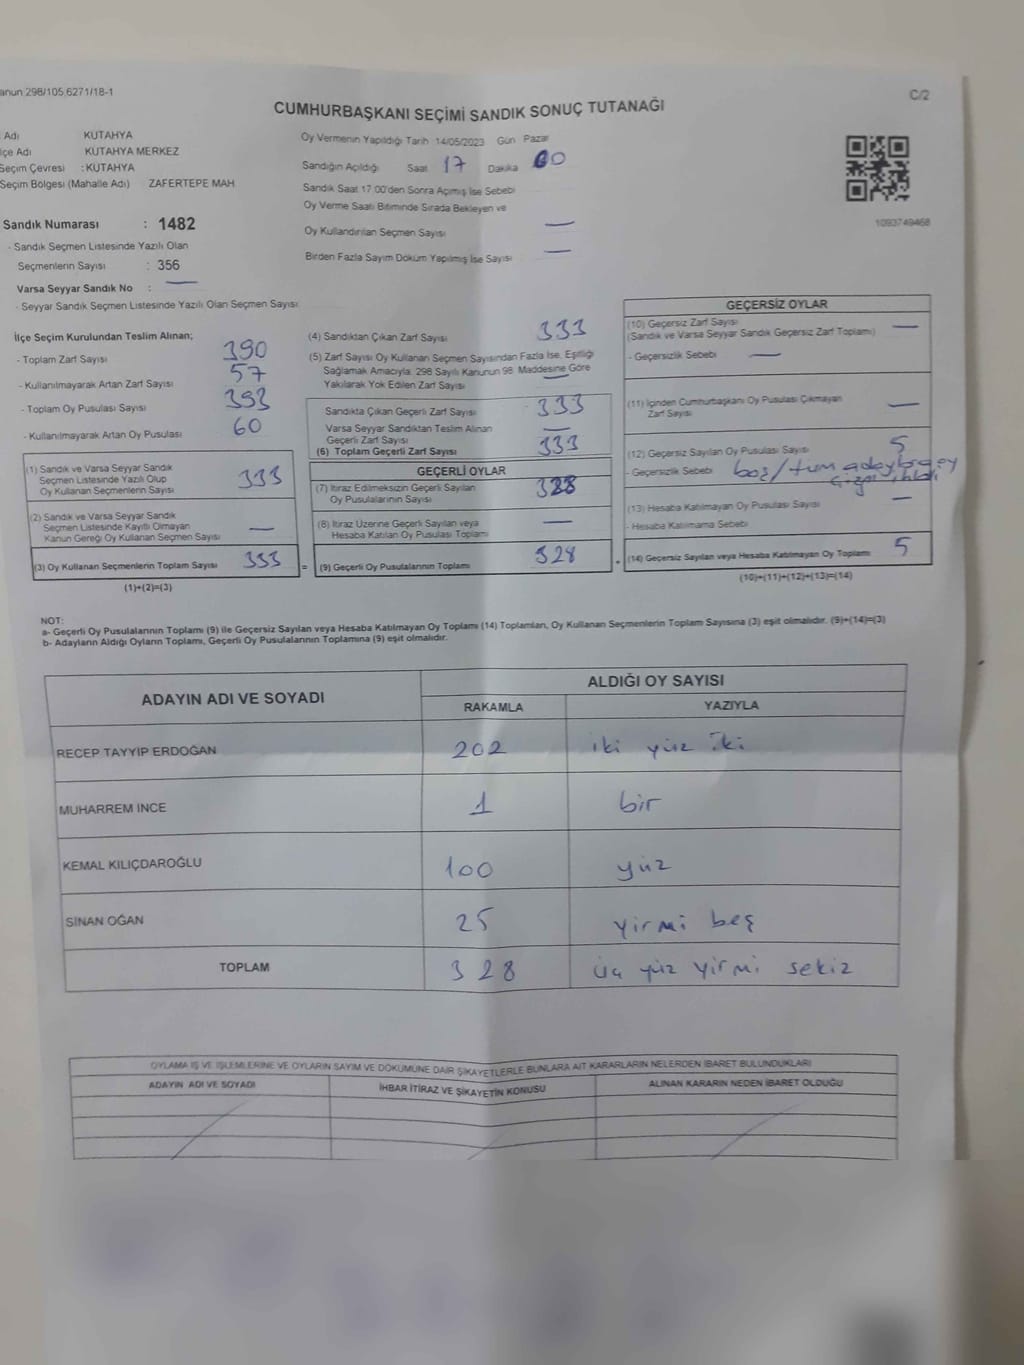 anun 298/105,6271/18-1
C/2
CUMHURBAŞKANI SEÇİMİ SANDIK SONUÇ TUTANAĞI
Adı KÜTAHYA
çe Adı KÜTAHYA MERKEZ
Seçim Çevresi : KÜTAHYA
Seçim Bölgesi (Mahalle Adı) ZAFERTEPE MAH
Oy Vermenin Yapıldığı Tarih 14/05/2023 Gün Pazar
Sandığın Açıldığı Saat 17 Dakika 00
Sandık Saat 17:00'den Sonra Açılmış İse Sebebi
Oy Verme Saati Bitiminde Sırada Bekleyen ve
Oy Kullandırılan Seçmen Sayısı —
Birden Fazla Sayım Döküm Yapılmış İse Sayısı —
1093749468
Sandık Numarası : 1482
- Sandık Seçmen Listesinde Yazılı Olan
Seçmenlerin Sayısı : 356
Varsa Seyyar Sandık No : —
- Seyyar Sandık Seçmen Listesinde Yazılı Olan Seçmen Sayısı
İlçe Seçim Kurulundan Teslim Alınan;
- Toplam Zarf Sayısı 390
- Kullanılmayarak Artan Zarf Sayısı 57
- Toplam Oy Pusulası Sayısı 393
- Kullanılmayarak Artan Oy Pusulası 60
(1) Sandık ve Varsa Seyyar Sandık
Seçmen Listesinde Yazılı Olup
Oy Kullanan Seçmenlerin Sayısı 333
(2) Sandık ve Varsa Seyyar Sandık
Seçmen Listesinde Kayıtlı Olmayan
Kanun Gereği Oy Kullanan Seçmen Sayısı —
(3) Oy Kullanan Seçmenlerin Toplam Sayısı 333
(1)+(2)=(3)
(4) Sandıktan Çıkan Zarf Sayısı 333
(5) Zarf Sayısı Oy Kullanan Seçmen Sayısından Fazla İse, Eşitliği
Sağlamak Amacıyla, 298 Sayılı Kanunun 98. Maddesine Göre
Yakılarak Yok Edilen Zarf Sayısı —
Sandıkta Çıkan Geçerli Zarf Sayısı 333
Varsa Seyyar Sandıktan Teslim Alınan
Geçerli Zarf Sayısı —
(6) Toplam Geçerli Zarf Sayısı 333
GEÇERLİ OYLAR
(7) İtiraz Edilmeksizin Geçerli Sayılan
Oy Pusulalarının Sayısı 328
(8) İtiraz Üzerine Geçerli Sayılan veya
Hesaba Katılan Oy Pusulası Toplamı —
= (9) Geçerli Oy Pusulalarının Toplamı 328
GEÇERSİZ OYLAR
(10) Geçersiz Zarf Sayısı
(Sandık ve Varsa Seyyar Sandık Geçersiz Zarf Toplamı) —
- Geçersizlik Sebebi —
(11) İçinden Cumhurbaşkanı Oy Pusulası Çıkmayan
Zarf Sayısı —
(12) Geçersiz Sayılan Oy Pusulası Sayısı 5
- Geçersizlik Sebebi boş/tüm
(13) Hesaba Katılmayan Oy Pusulası Sayısı —
- Hesaba Katılmama Sebebi
+ (14) Geçersiz Sayılan veya Hesaba Katılmayan Oy Toplamı 5
(10)+(11)+(12)+(13)=(14)
NOT:
a- Geçerli Oy Pusulalarının Toplamı (9) ile Geçersiz Sayılan veya Hesaba Katılmayan Oy Toplamı (14) Toplamları, Oy Kullanan Seçmenlerin Toplam Sayısına (3) eşit olmalıdır. (9)+(14)=(3)
b- Adayların Aldığı Oyların Toplamı, Geçerli Oy Pusulalarının Toplamına (9) eşit olmalıdır.
ADAYIN ADI VE SOYADI
ALDIĞI OY SAYISI
RAKAMLA YAZIYLA
RECEP TAYYİP ERDOĞAN 202 iki yüz iki
MUHARREM İNCE 1 bir
KEMAL KILIÇDAROĞLU 100 yüz
SİNAN OĞAN 25 yirmi beş
TOPLAM 328 üç yüz yirmi sekiz
OYLAMA İŞ VE İŞLEMLERİNE VE OYLARIN SAYIM VE DÖKÜMÜNE DAİR ŞİKAYETLERLE BUNLARA AİT KARARLARIN NELERDEN İBARET BULUNDUKLARI
ADAYIN ADI VE SOYADI İHBAR İTİRAZ VE ŞİKAYETİN KONUSU ALINAN KARARIN NEDEN İBARET OLDUĞU